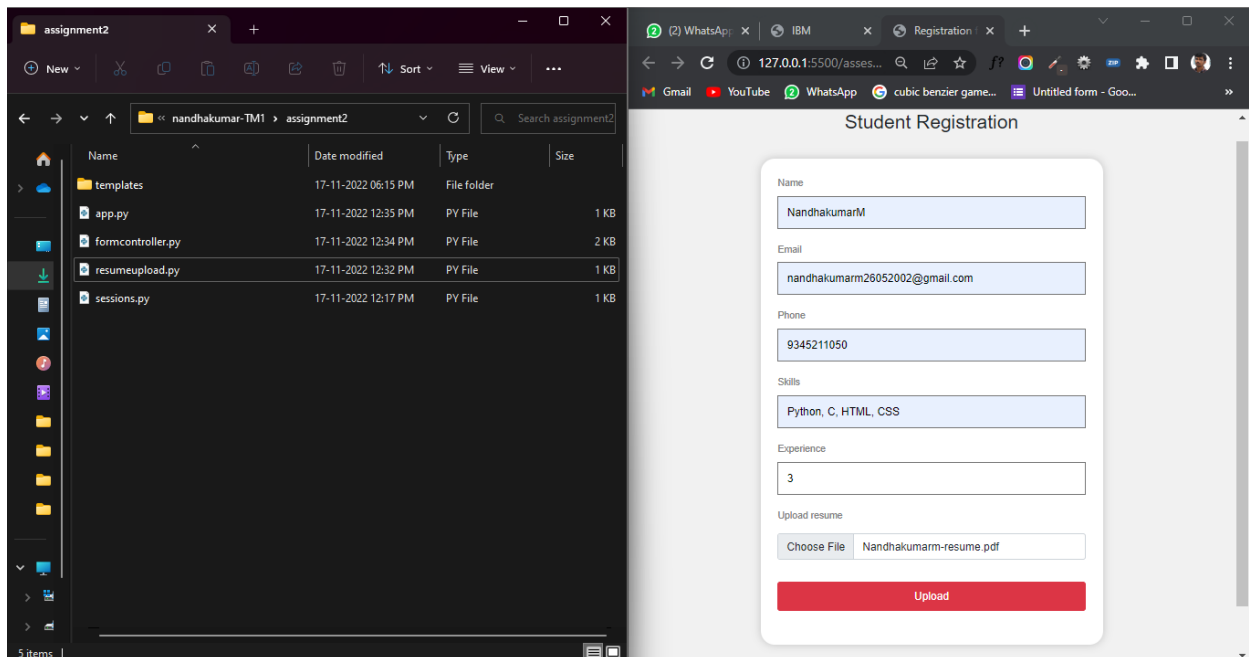 assignment2
New
Sort
View
nandhakumar-TM1 › assignment2
Search assignment2
Name Date modified Type Size
templates 17-11-2022 06:15 PM File folder
app.py 17-11-2022 12:35 PM PY File 1 KB
formcontroller.py 17-11-2022 12:34 PM PY File 2 KB
resumeupload.py 17-11-2022 12:32 PM PY File 1 KB
sessions.py 17-11-2022 12:17 PM PY File 1 KB
5 items
(2) WhatsApp IBM Registration
127.0.0.1:5500/asses... f?
Gmail YouTube WhatsApp cubic benzier game... Untitled form - Goo... »
Student Registration
Name
NandhakumarM
Email
nandhakumarm26052002@gmail.com
Phone
9345211050
Skills
Python, C, HTML, CSS
Experience
3
Upload resume
Choose File Nandhakumarm-resume.pdf
Upload